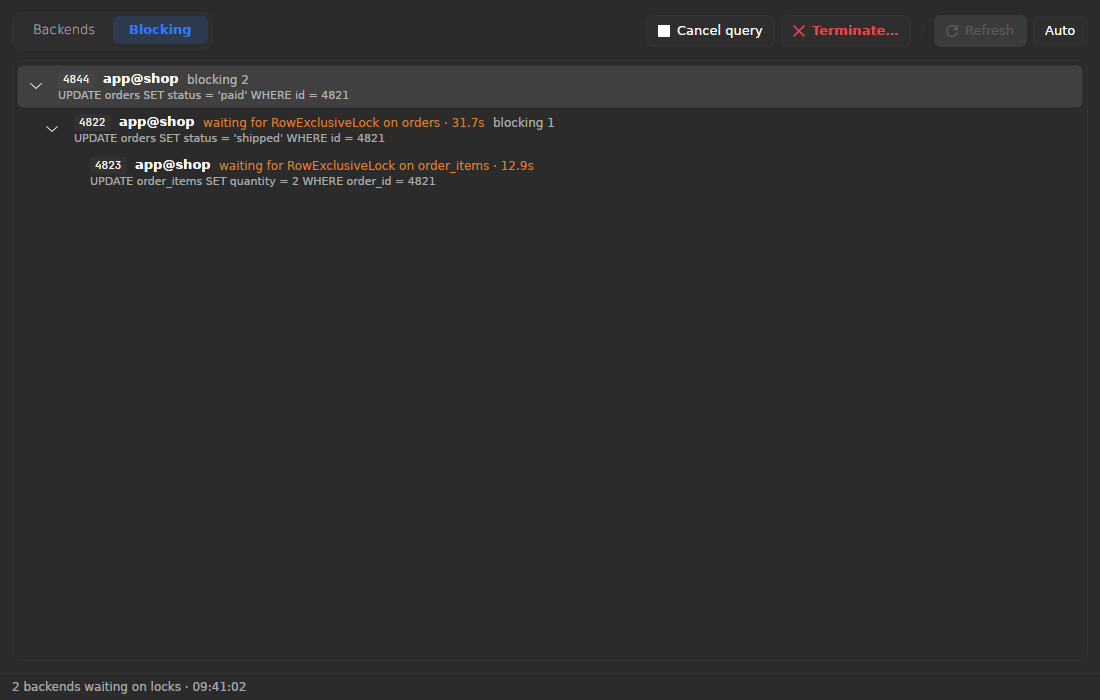 Backends Blocking Cancel query Terminate... Refresh Auto
4844 app@shop blocking 2
UPDATE orders SET status = 'paid' WHERE id = 4821
4822 app@shop waiting for RowExclusiveLock on orders · 31.7s blocking 1
UPDATE orders SET status = 'shipped' WHERE id = 4821
4823 app@shop waiting for RowExclusiveLock on order_items · 12.9s
UPDATE order_items SET quantity = 2 WHERE order_id = 4821
2 backends waiting on locks · 09:41:02